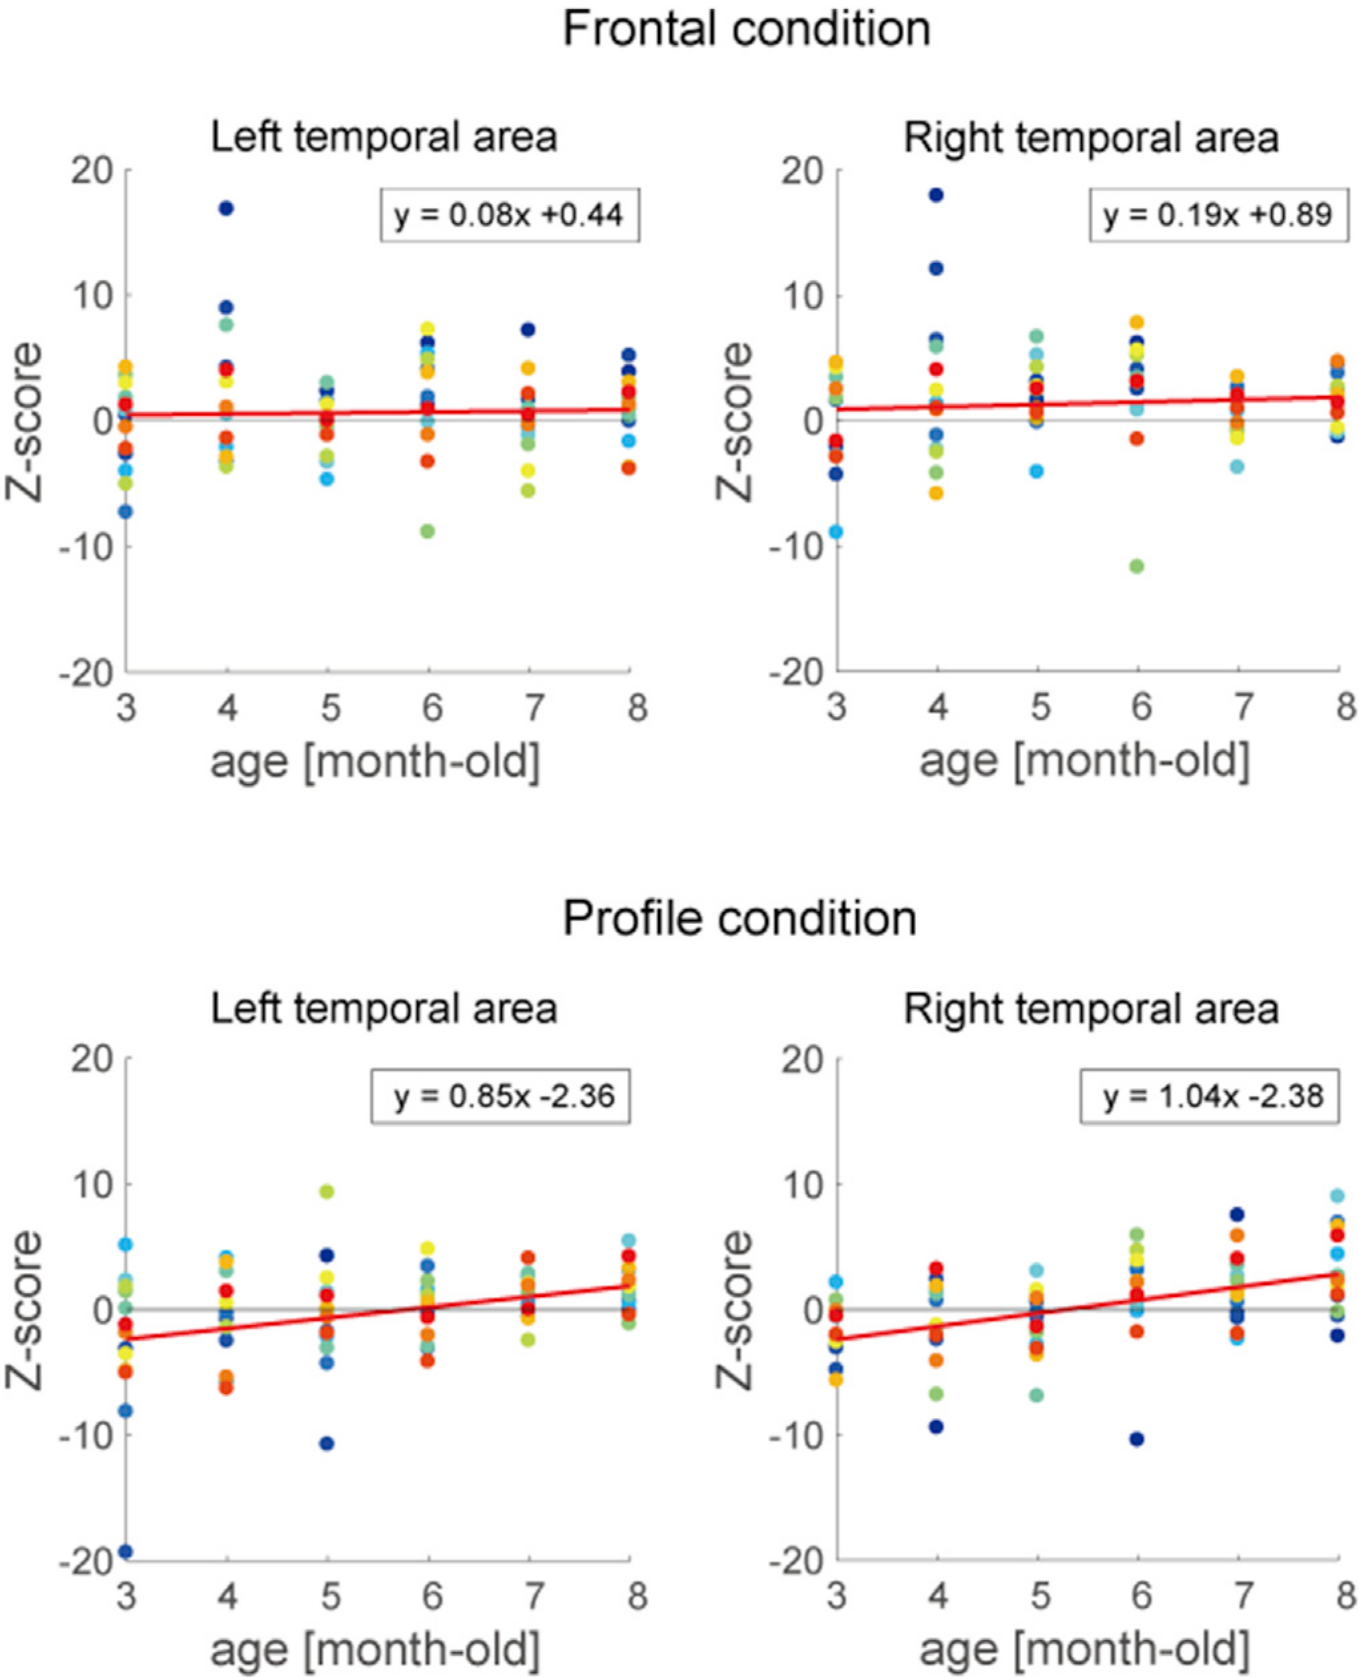 Frontal condition
Left temporal area
Right temporal area
20
10
0
-10
-20
Z-score
y = 0.08x +0.44
3 4 5 6 7 8
age [month-old]
20
10
0
-10
-20
Z-score
y = 0.19x +0.89
3 4 5 6 7 8
age [month-old]
Profile condition
Left temporal area
Right temporal area
20
10
0
-10
-20
Z-score
y = 0.85x -2.36
3 4 5 6 7 8
age [month-old]
20
10
0
-10
-20
Z-score
y = 1.04x -2.38
3 4 5 6 7 8
age [month-old]